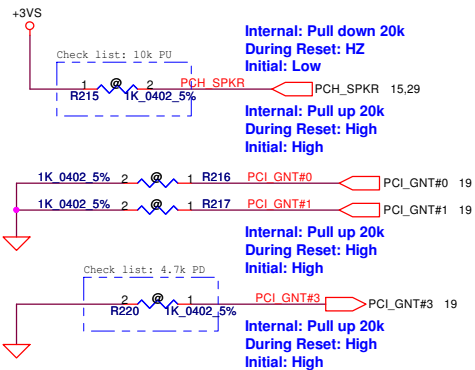 +3VS
Internal: Pull down 20k
During Reset: HZ
Initial: Low
Check list: 10k PU
1 @ 2 PCH_SPKR
PCH_SPKR 15,29
R215 1K_0402_5%
Internal: Pull up 20k
During Reset: High
Initial: High
1K_0402_5% 2 @ 1 R216 PCI_GNT#0
PCI_GNT#0 19
1K_0402_5% 2 @ 1 R217 PCI_GNT#1
PCI_GNT#1 19
Internal: Pull up 20k
During Reset: High
Initial: High
Check list: 4.7k PD
2 @ 1 PCI_GNT#3
PCI_GNT#3 19
R220 1K_0402_5%
Internal: Pull up 20k
During Reset: High
Initial: High